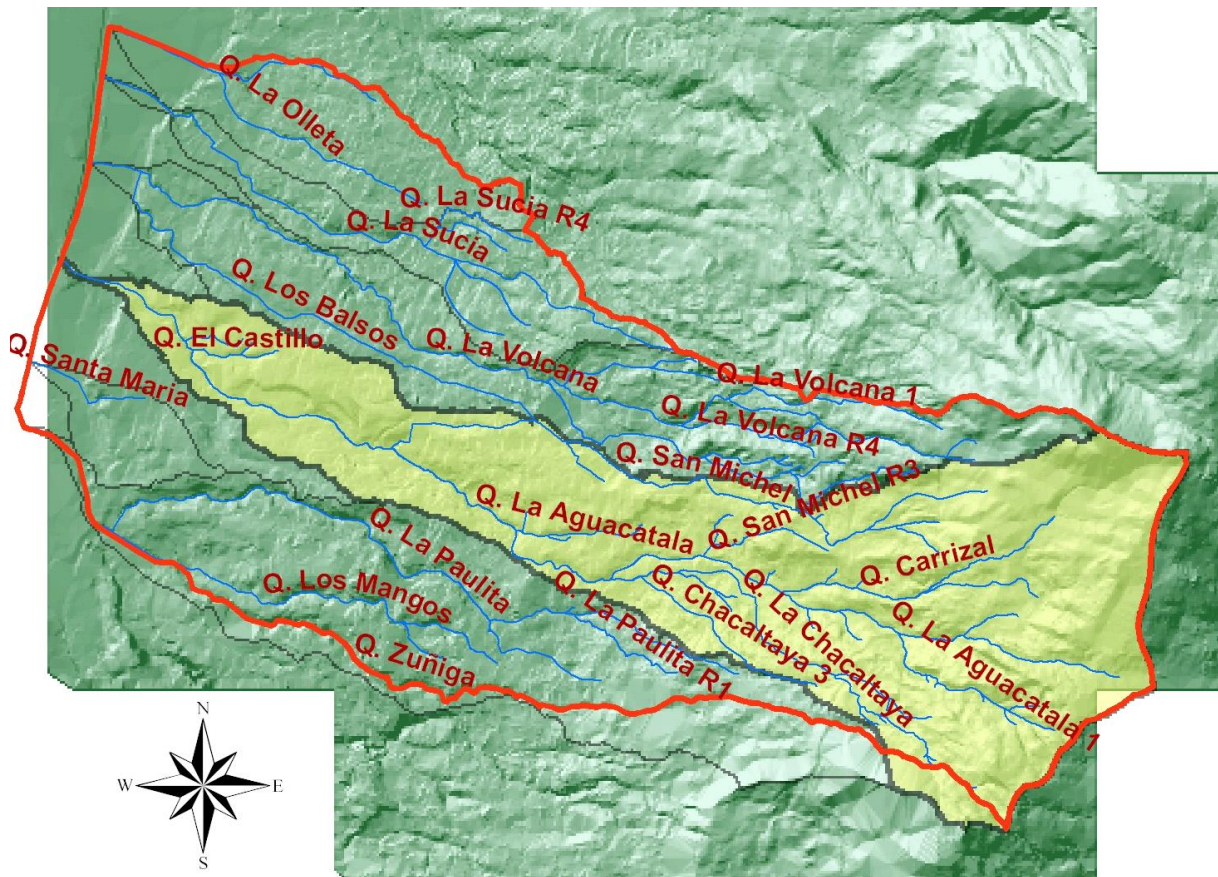 Q. La Olleta
Q. La Sucia R4
Q. La Sucia
Q. Los Balsos
Q. El Castillo
Q. La Volcana
Q. Santa Maria
Q. La Volcana 1
Q. La Volcana R4
Q. San Michel
Q. San Michel R3
Q. La Aguacatala
Q. Carrizal
Q. La Paulita
Q. Los Mangos
Q. Zuñiga
Q. La Paulita R1
Q. Chacaltaya 3
Q. La Chacaltaya
Q. La Aguacatala 1
N
W
E
S